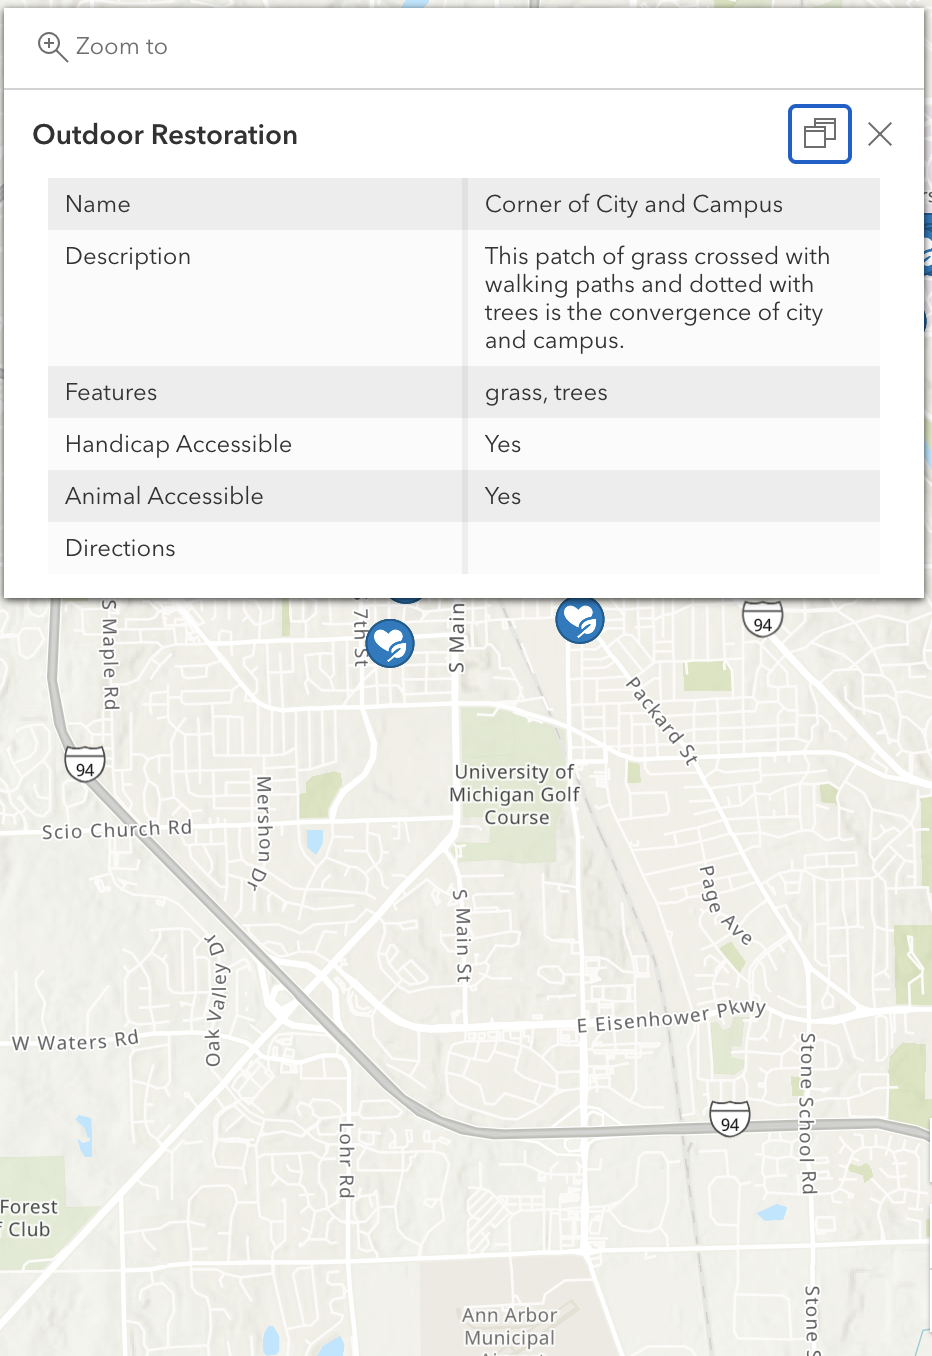 Zoom to
Outdoor Restoration
Name
Corner of City and Campus
Description
This patch of grass crossed with
walking paths and dotted with
trees is the convergence of city
and campus.
Features
grass, trees
Handicap Accessible
Yes
Animal Accessible
Yes
Directions
S Maple Rd
7th St
S Main
94
Packard St
94
University of
Michigan Golf
Course
Mershon Dr
Scio Church Rd
Page Ave
S Main St
Oak Valley Dr
E Eisenhower Pkwy
W Waters Rd
Stone School Rd
94
Lohr Rd
Forest
Club
Stone S
Ann Arbor
Municipal